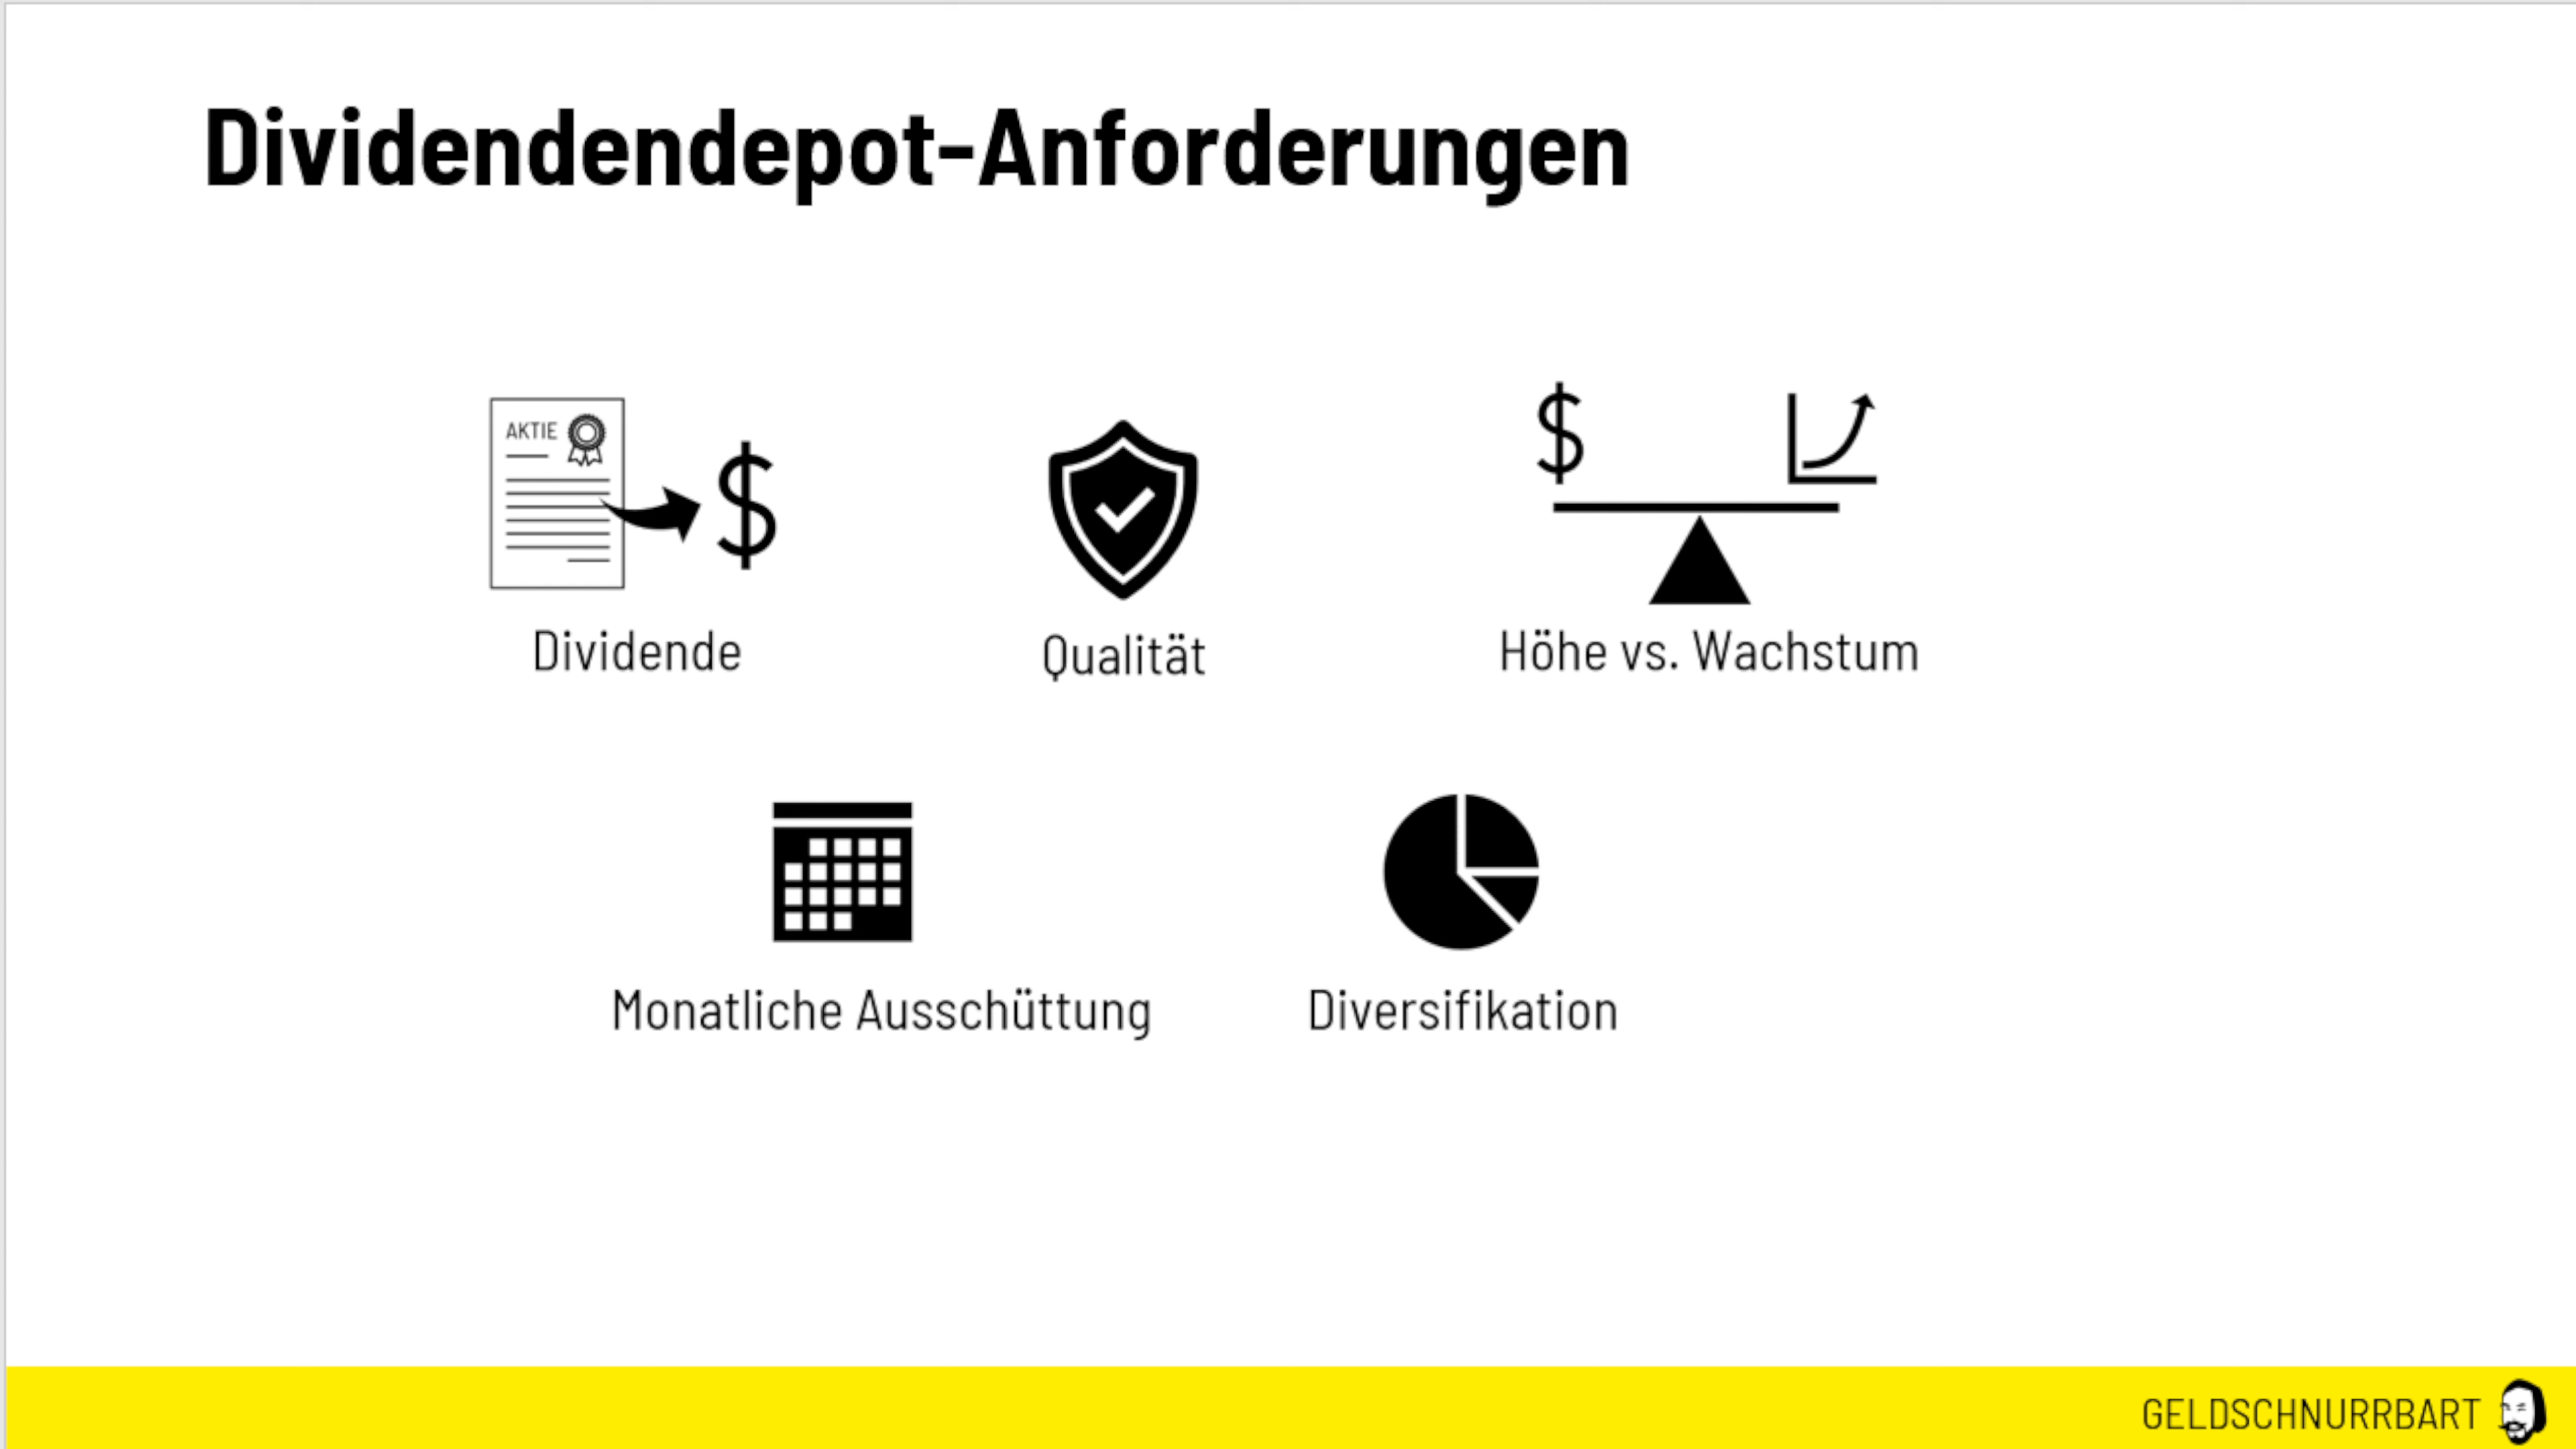 Dividendendepot-Anforderungen
AKTIE
Dividende
Qualität
Höhe vs. Wachstum
Monatliche Ausschüttung
Diversifikation
GELDSCHNURRBART